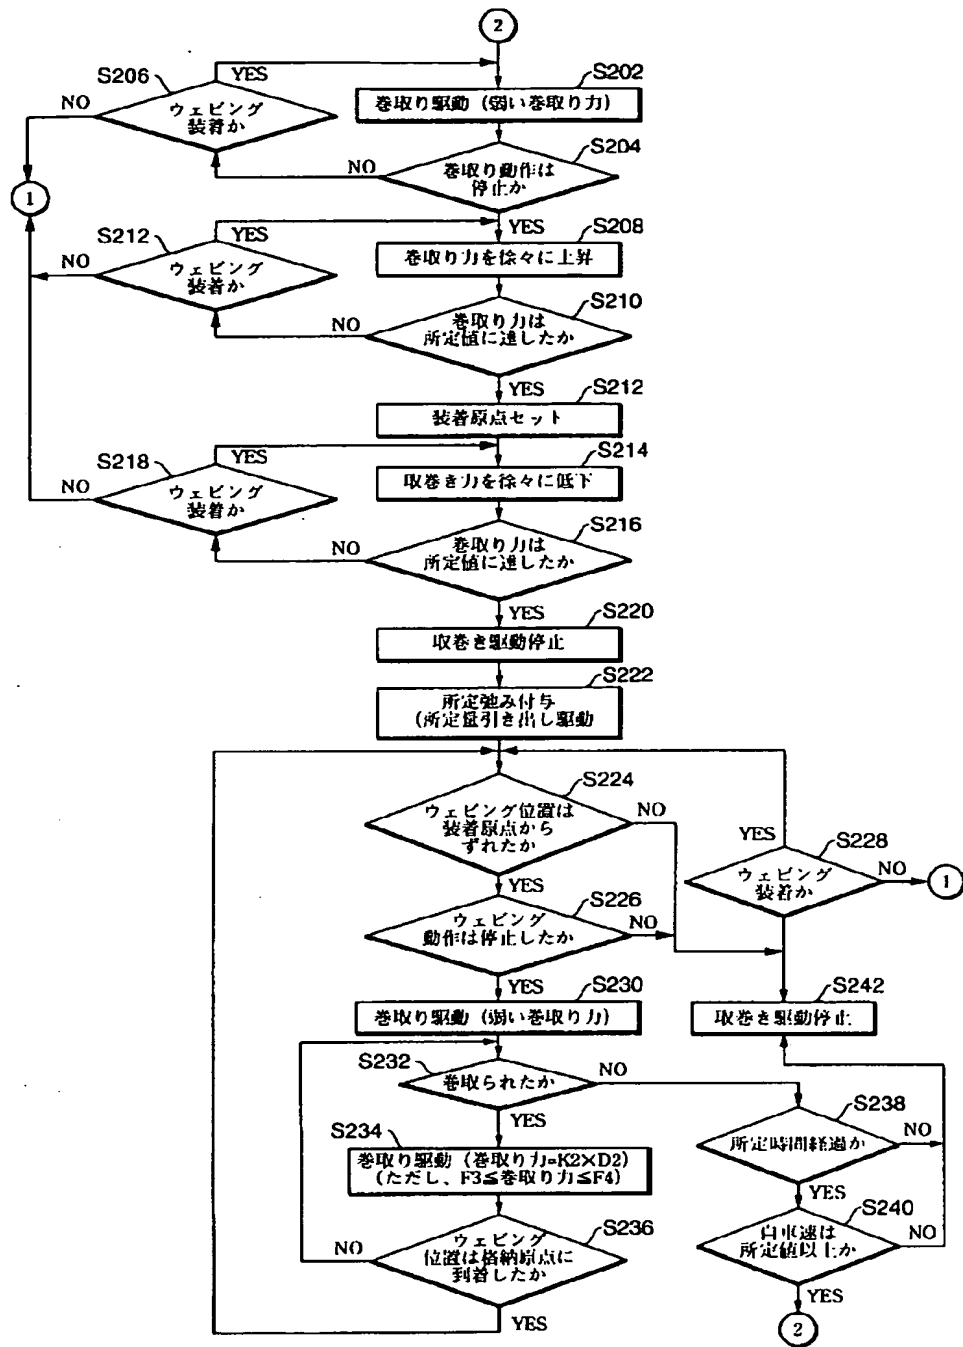 2
S206
YES
S202
NO
ウェビング
装着か
巻取り駆動（弱い巻取り力）
S204
NO
巻取り動作は
停止か
1
YES
S212
YES
S208
NO
ウェビング
装着か
巻取り力を徐々に上昇
S210
NO
巻取り力は
所定値に達したか
YES
S212
装着原点セット
S218
YES
S214
NO
ウェビング
装着か
取巻き力を徐々に低下
S216
NO
巻取り力は
所定値に達したか
YES
S220
取巻き駆動停止
S222
所定弛み付与
（所定量引き出し駆動
S224
ウェビング位置は
装着原点から
ずれたか
NO
YES
S228
ウェビング
装着か
NO
1
YES
S226
ウェビング
動作は停止したか
NO
YES
S230
巻取り駆動（弱い巻取り力）
S242
取巻き駆動停止
S232
巻取られたか
NO
YES
S238
所定時間経過か
NO
S234
巻取り駆動（巻取り力=K2×D2）
（ただし、F3≦巻取り力≦F4）
YES
S240
S236
ウェビング
位置は格納原点に
到着したか
NO
自車速は
所定値以上か
NO
YES
YES
2